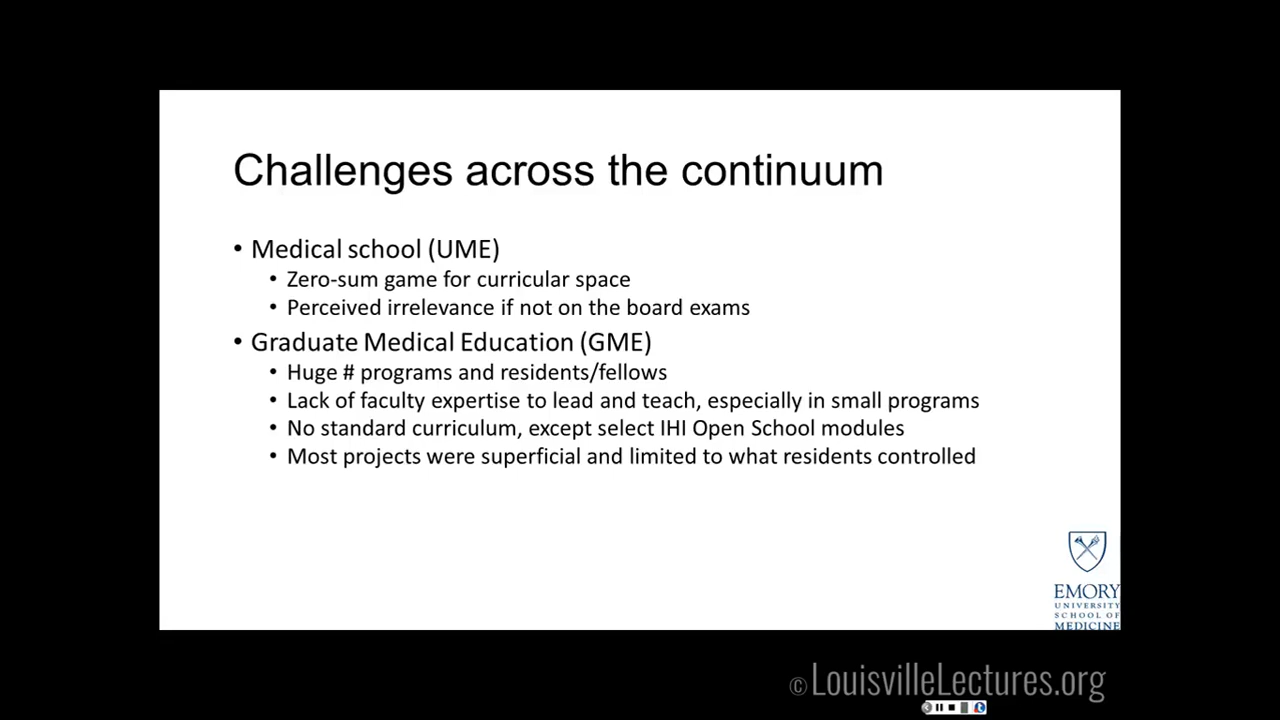 Challenges across the continuum
• Medical school (UME)
• Zero-sum game for curricular space
• Perceived irrelevance if not on the board exams
• Graduate Medical Education (GME)
• Huge # programs and residents/fellows
• Lack of faculty expertise to lead and teach, especially in small programs
• No standard curriculum, except select IHI Open School modules
• Most projects were superficial and limited to what residents controlled
EMORY
UNIVERSITY
SCHOOL OF
MEDICINE
© LouisvilleLectures.org